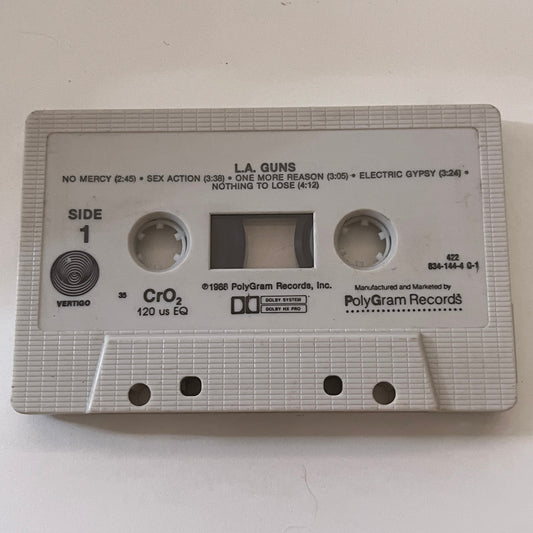 L.A. GUNS
NO MERCY (2:45) • SEX ACTION (3:38) • ONE MORE REASON (3:05) • ELECTRIC GYPSY (3:24) •
NOTHING TO LOSE (4:12)
SIDE
1
VERTIGO
35
CrO2
120 us EQ
℗1988 PolyGram Records, Inc.
DOLBY SYSTEM
DOLBY HX PRO
422
834-144-4 Q-1
Manufactured and Marketed by
PolyGram Records